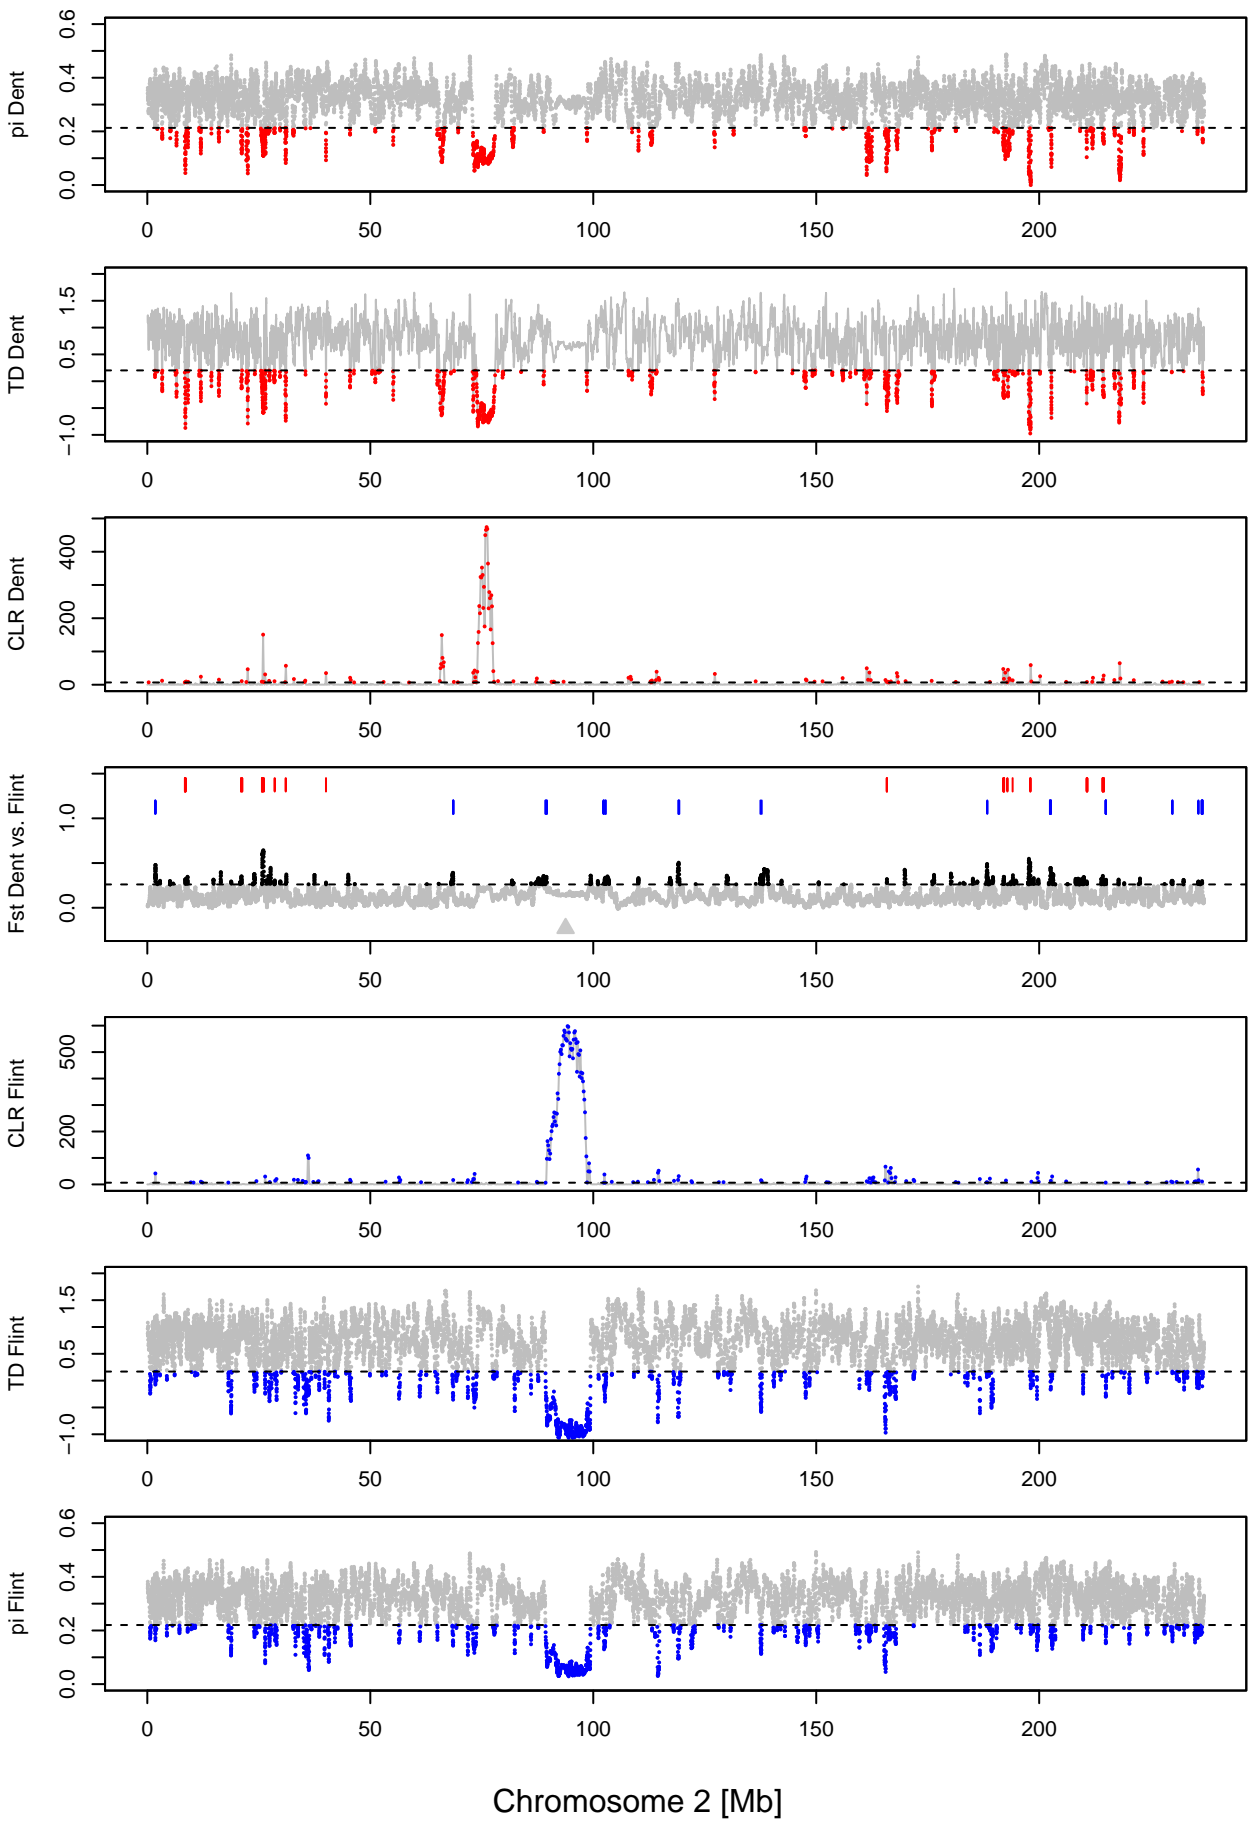 pi Dent
0.0 0.2 0.4 0.6
0 50 100 150 200
TD Dent
−1.0 0.5 1.5
0 50 100 150 200
CLR Dent
0 200 400
0 50 100 150 200
Fst Dent vs. Flint
0.0 1.0
0 50 100 150 200
CLR Flint
0 200 500
0 50 100 150 200
TD Flint
−1.0 0.5 1.5
0 50 100 150 200
pi Flint
0.0 0.2 0.4 0.6
0 50 100 150 200
Chromosome 2 [Mb]